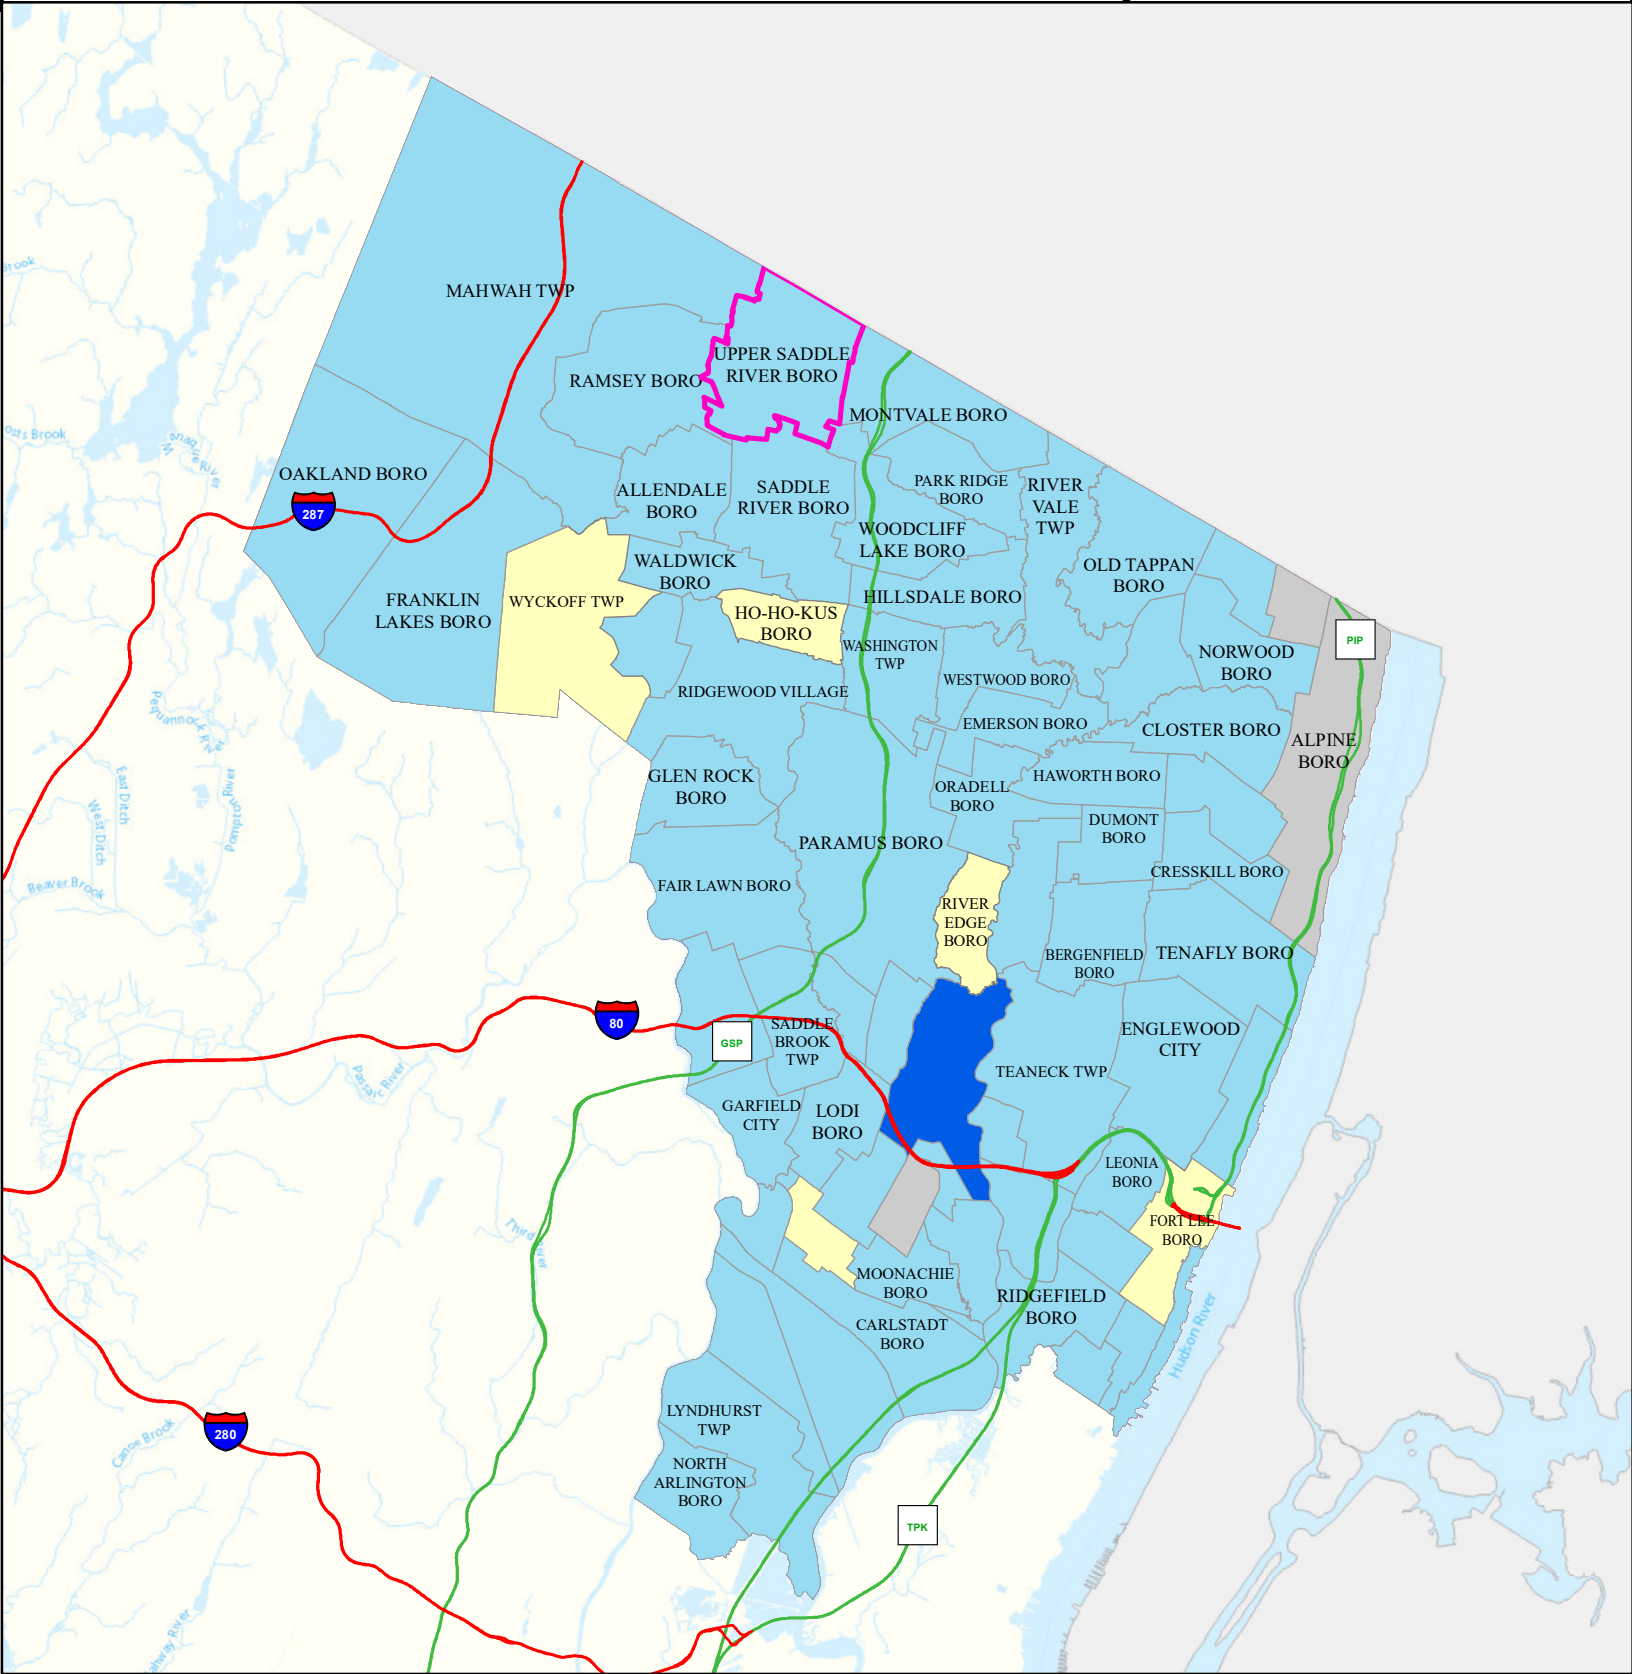 MAHWAH TWP
UPPER SADDLE
RIVER BORO
RAMSEY BORO
MONTVALE BORO
OAKLAND BORO
287
ALLENDALE
BORO
SADDLE
RIVER BORO
PARK RIDGE
BORO
RIVER
VALE
TWP
WOODCLIFF
LAKE BORO
WALDWICK
BORO
OLD TAPPAN
BORO
FRANKLIN
LAKES BORO
WYCKOFF TWP
HO-HO-KUS
BORO
HILLSDALE BORO
PIP
WASHINGTON
TWP
NORWOOD
BORO
RIDGEWOOD VILLAGE
WESTWOOD BORO
EMERSON BORO
CLOSTER BORO
ALPINE
BORO
GLEN ROCK
BORO
ORADELL
BORO
HAWORTH BORO
DUMONT
BORO
PARAMUS BORO
CRESSKILL BORO
FAIR LAWN BORO
RIVER
EDGE
BORO
BERGENFIELD
BORO
TENAFLY BORO
80
GSP
SADDLE
BROOK
TWP
ENGLEWOOD
CITY
TEANECK TWP
GARFIELD
CITY
LODI
BORO
LEONIA
BORO
FORT LEE
BORO
MOONACHIE
BORO
RIDGEFIELD
BORO
CARLSTADT
BORO
LYNDHURST
TWP
NORTH
ARLINGTON
BORO
280
TPK
Brook
Pequannock River
East Ditch
West Ditch
Pompton River
Beaver Brook
Passaic River
Third River
Canoe Brook
Hudson River